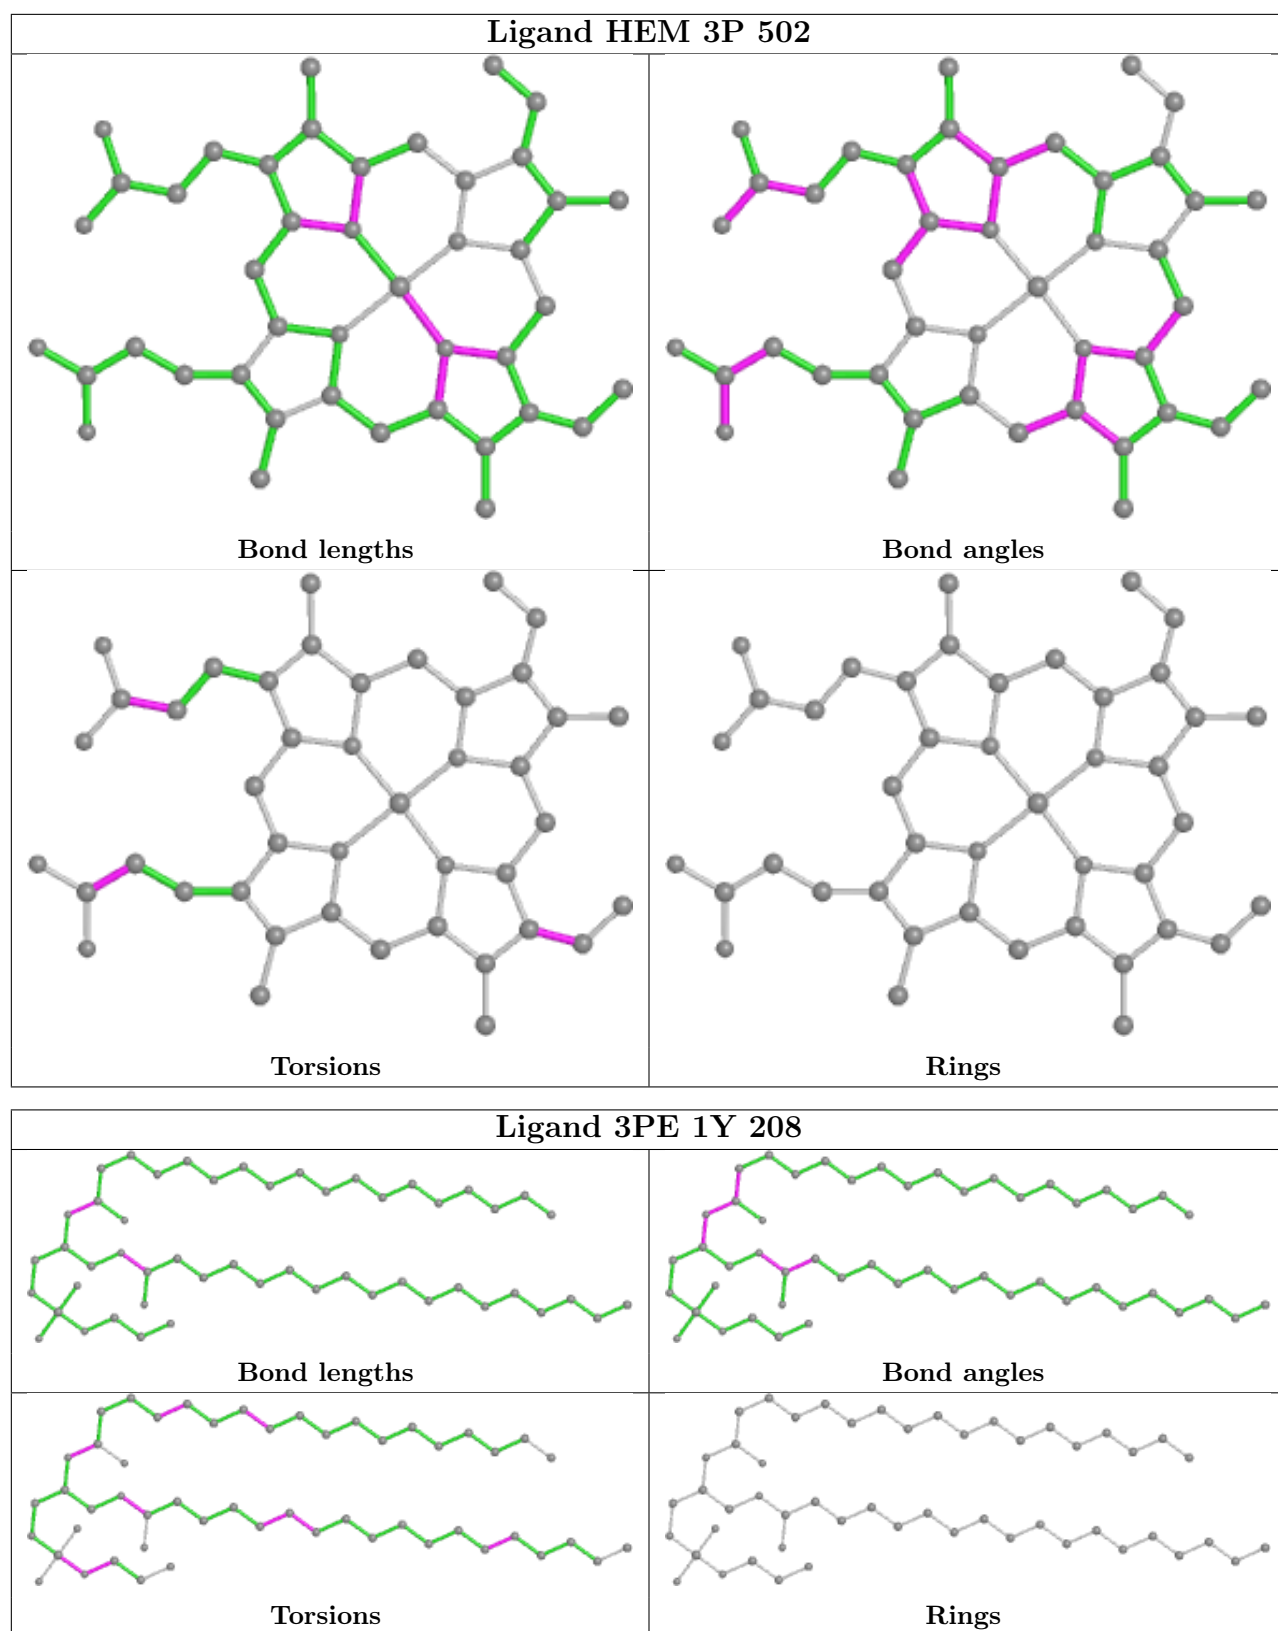 Ligand HEM 3P 502
Bond lengths
Bond angles
Torsions
Rings
Ligand 3PE 1Y 208
Bond lengths
Bond angles
Torsions
Rings